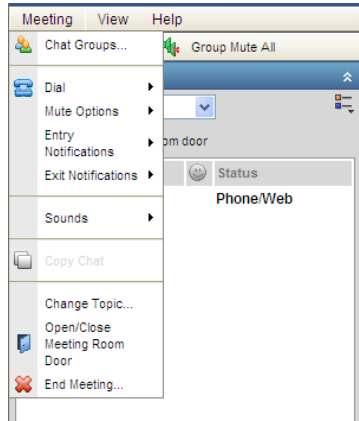 Meeting View Help
Chat Groups...
Group Mute All
Dial
Mute Options
Entry
Notifications
om door
Exit Notifications
Status
Phone/Web
Sounds
Copy Chat
Change Topic...
Open/Close
Meeting Room
Door
End Meeting...